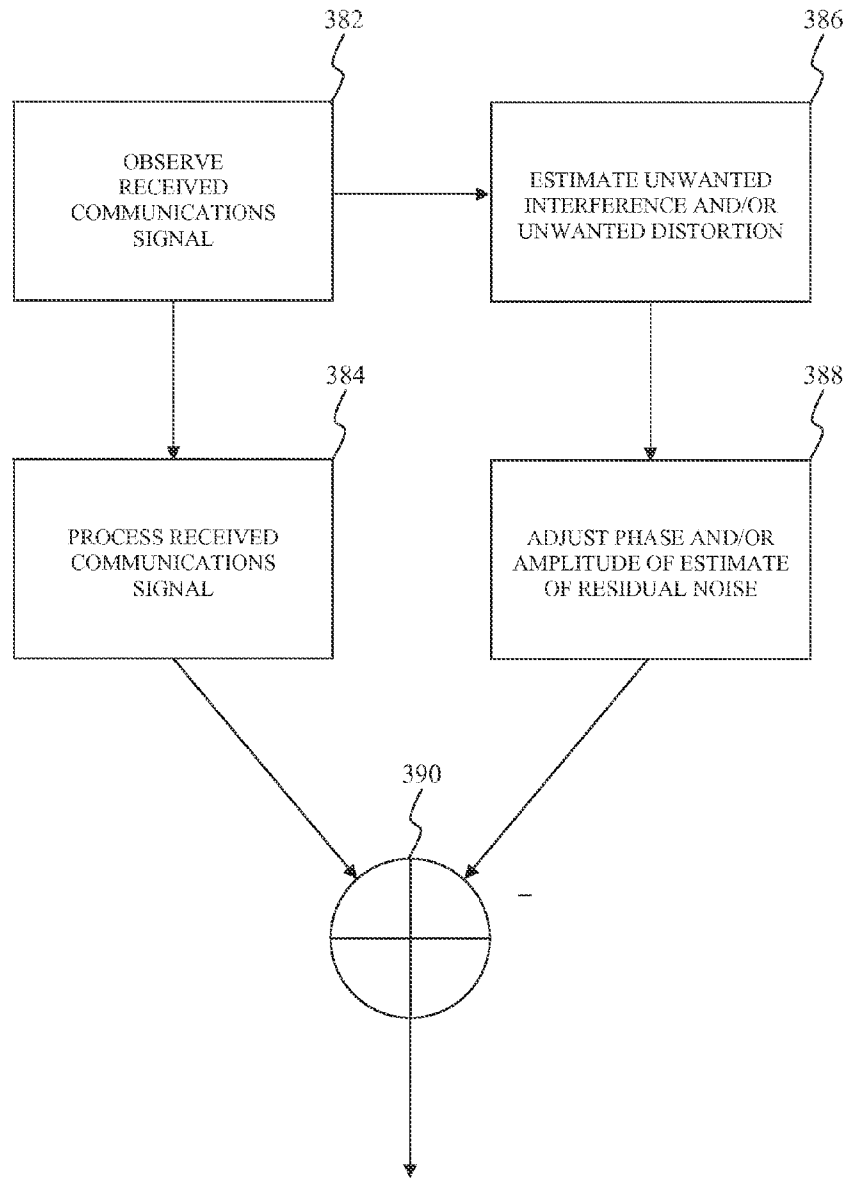 382
386
OBSERVE
RECEIVED
COMMUNICATIONS
SIGNAL
ESTIMATE UNWANTED
INTERFERENCE AND/OR
UNWANTED DISTORTION
384
388
PROCESS RECEIVED
COMMUNICATIONS
SIGNAL
ADJUST PHASE AND/OR
AMPLITUDE OF ESTIMATE
OF RESIDUAL NOISE
390
–